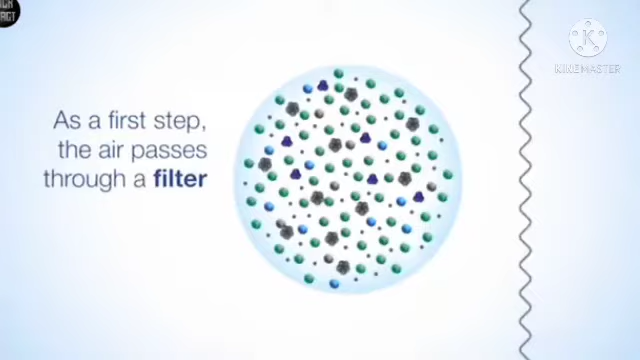 As a first step,
the air passes
through a filter
K
KINEMASTER